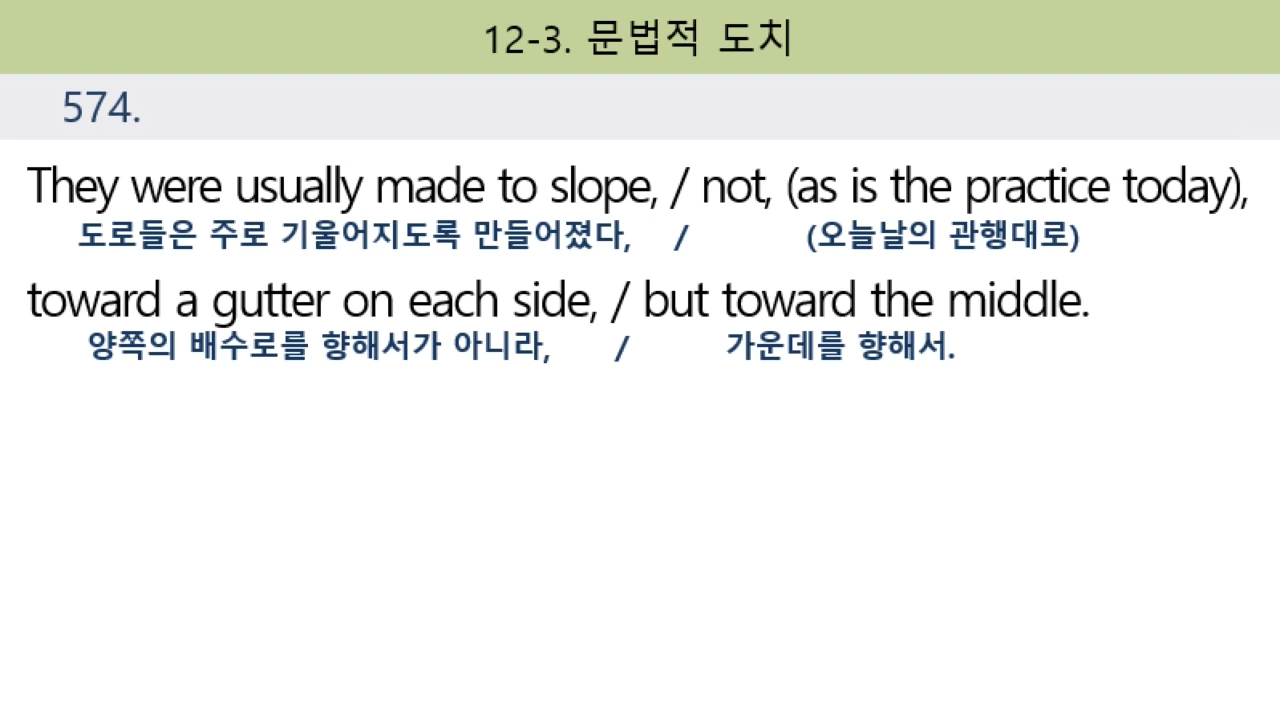 12-3. 문법적 도치
574.
They were usually made to slope, / not, (as is the practice today),
도로들은 주로 기울어지도록 만들어졌다, / (오늘날의 관행대로)
toward a gutter on each side, / but toward the middle.
양쪽의 배수로를 향해서가 아니라, / 가운데를 향해서.